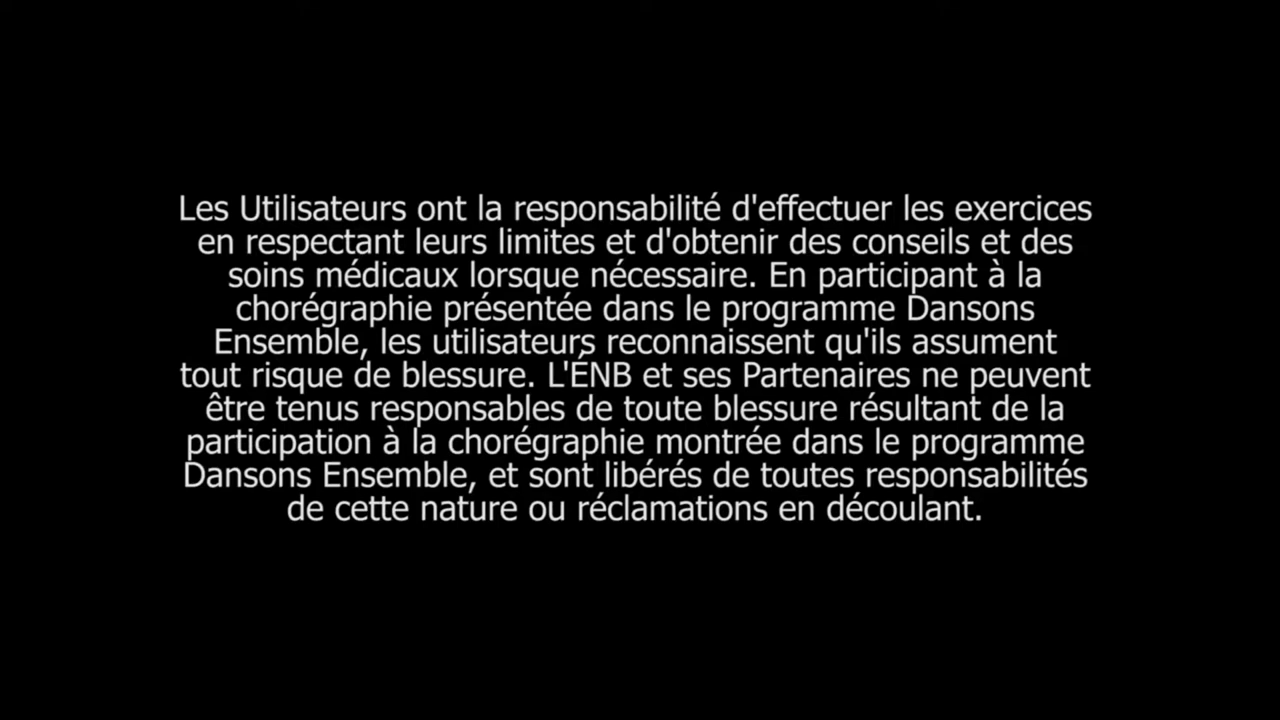 Les Utilisateurs ont la responsabilité d'effectuer les exercices
en respectant leurs limites et d'obtenir des conseils et des
soins médicaux lorsque nécessaire. En participant à la
chorégraphie présentée dans le programme Dansons
Ensemble, les utilisateurs reconnaissent qu'ils assument
tout risque de blessure. L'ÉNB et ses Partenaires ne peuvent
être tenus responsables de toute blessure résultant de la
participation à la chorégraphie montrée dans le programme
Dansons Ensemble, et sont libérés de toutes responsabilités
de cette nature ou réclamations en découlant.